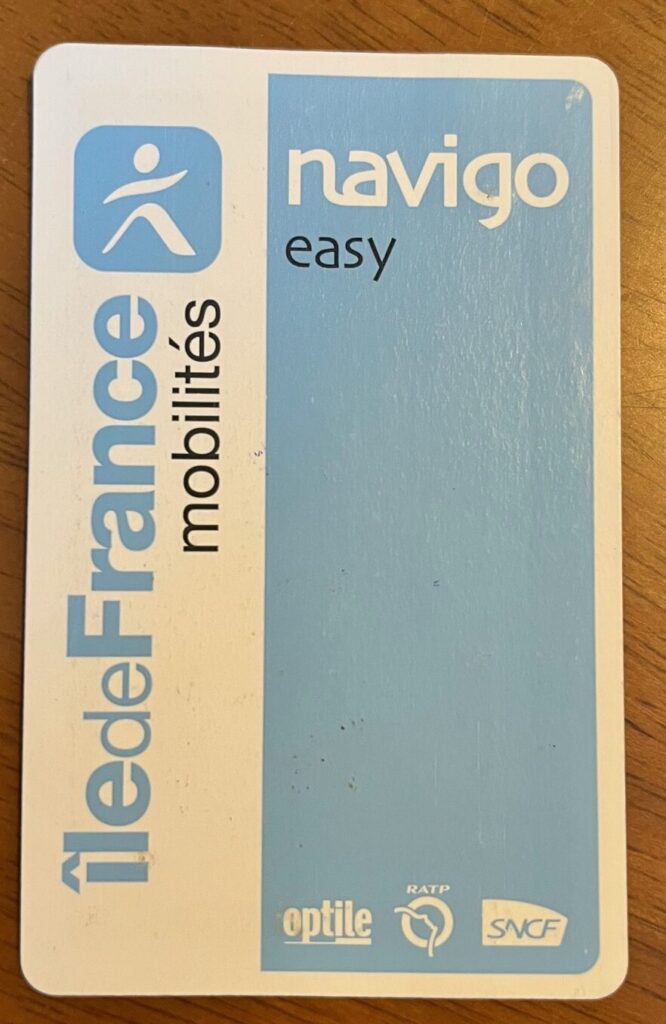 îledeFrance
mobilités
navigo
easy
optile
RATP
SNCF